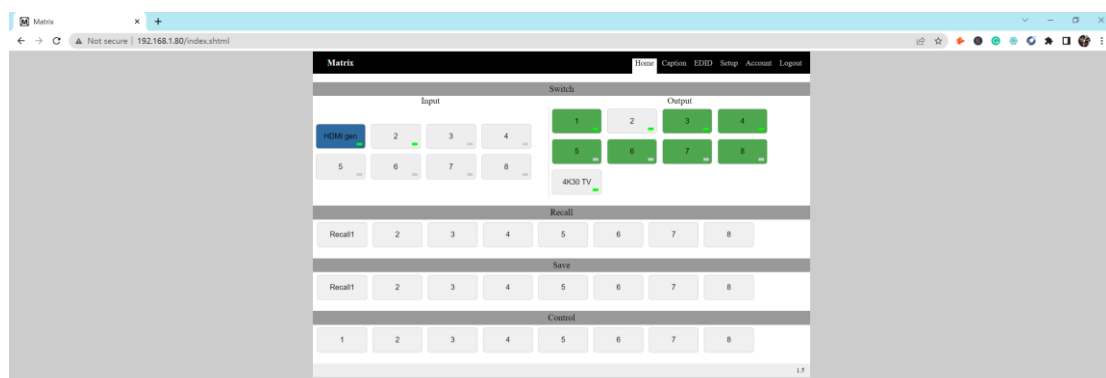 Matrix
Not secure | 192.168.1.80/index.shtml
Matrix Home Caption EDID Setup Account Logout
Switch
Input
HDMI gen 2 3 4
5 6 7 8
Output
1 2 3 4
5 6 7 8
4K30 TV
Recall
Recall1 2 3 4 5 6 7 8
Save
Recall1 2 3 4 5 6 7 8
Control
1 2 3 4 5 6 7 8
1.5